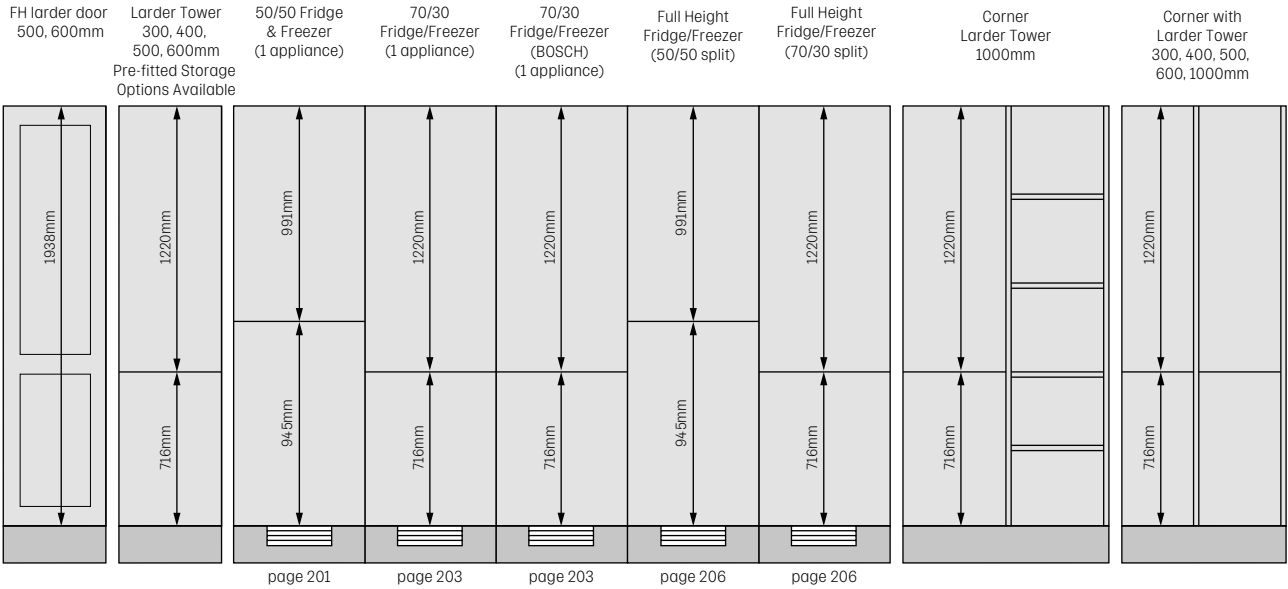 FH larder door
500, 600mm
Larder Tower
300, 400,
500, 600mm
Pre-fitted Storage
Options Available
50/50 Fridge
& Freezer
(1 appliance)
70/30
Fridge/Freezer
(1 appliance)
70/30
Fridge/Freezer
(BOSCH)
(1 appliance)
Full Height
Fridge/Freezer
(50/50 split)
Full Height
Fridge/Freezer
(70/30 split)
Corner
Larder Tower
1000mm
Corner with
Larder Tower
300, 400, 500,
600, 1000mm
1938mm
1220mm
716mm
991mm
945mm
1220mm
716mm
1220mm
716mm
991mm
945mm
1220mm
716mm
1220mm
716mm
1220mm
716mm
page 201
page 203
page 203
page 206
page 206